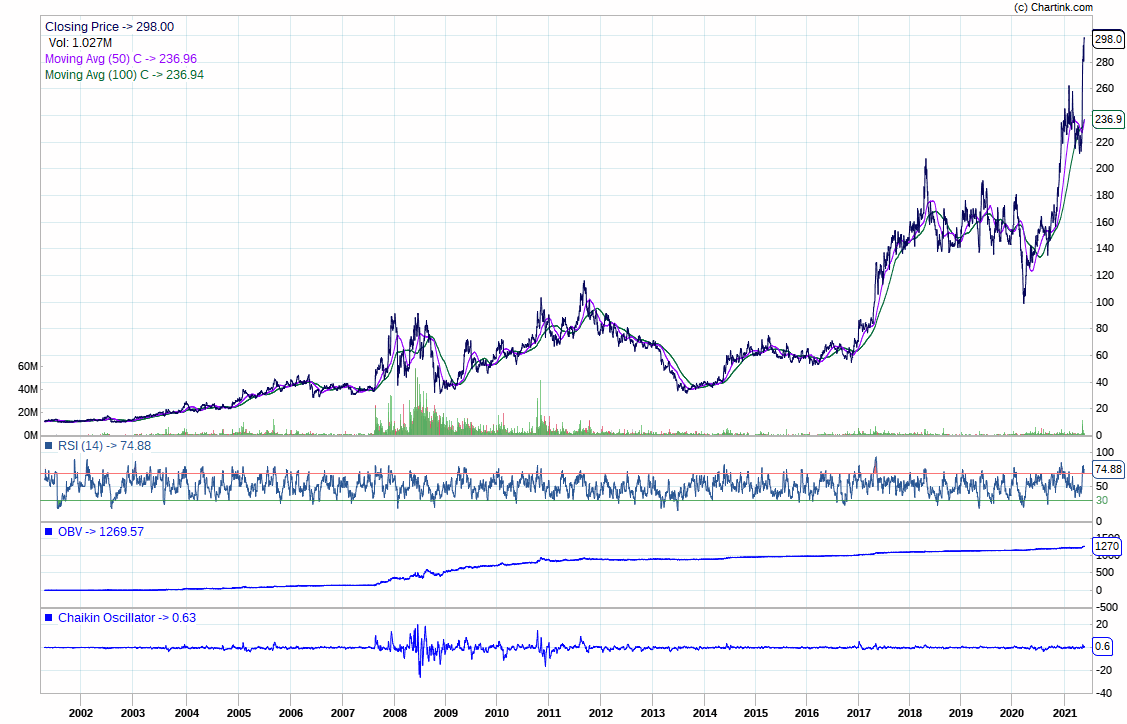 (c) Chartink.com
Closing Price -> 298.00
Vol: 1.027M
Moving Avg (50) C -> 236.96
Moving Avg (100) C -> 236.94
298.0
280
260
236.9
220
200
180
160
140
120
100
80
60
40
20
0
60M
40M
20M
0M
RSI (14) -> 74.88
100
74.88
50
30
0
OBV -> 1269.57
1500
1270
1000
500
0
-500
Chaikin Oscillator -> 0.63
20
0.6
-20
-40
2002 2003 2004 2005 2006 2007 2008 2009 2010 2011 2012 2013 2014 2015 2016 2017 2018 2019 2020 2021